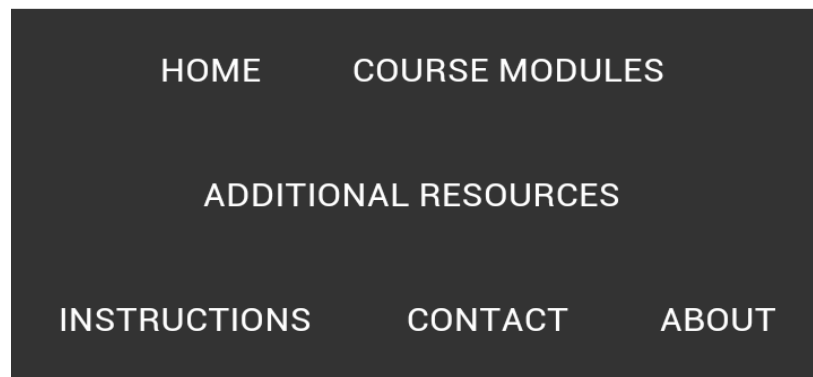 HOME COURSE MODULES
ADDITIONAL RESOURCES
INSTRUCTIONS CONTACT ABOUT